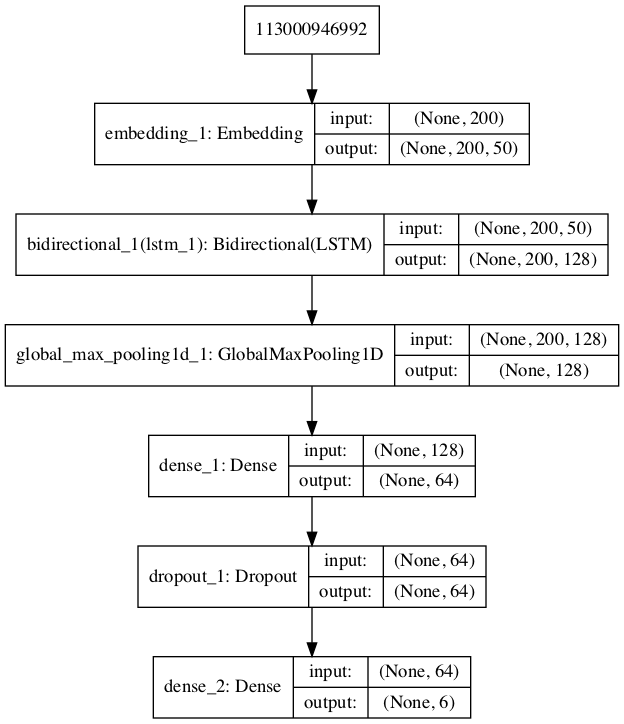 113000946992
embedding_1: Embedding
input:
(None, 200)
output:
(None, 200, 50)
bidirectional_1(lstm_1): Bidirectional(LSTM)
input:
(None, 200, 50)
output:
(None, 200, 128)
global_max_pooling1d_1: GlobalMaxPooling1D
input:
(None, 200, 128)
output:
(None, 128)
dense_1: Dense
input:
(None, 128)
output:
(None, 64)
dropout_1: Dropout
input:
(None, 64)
output:
(None, 64)
dense_2: Dense
input:
(None, 64)
output:
(None, 6)